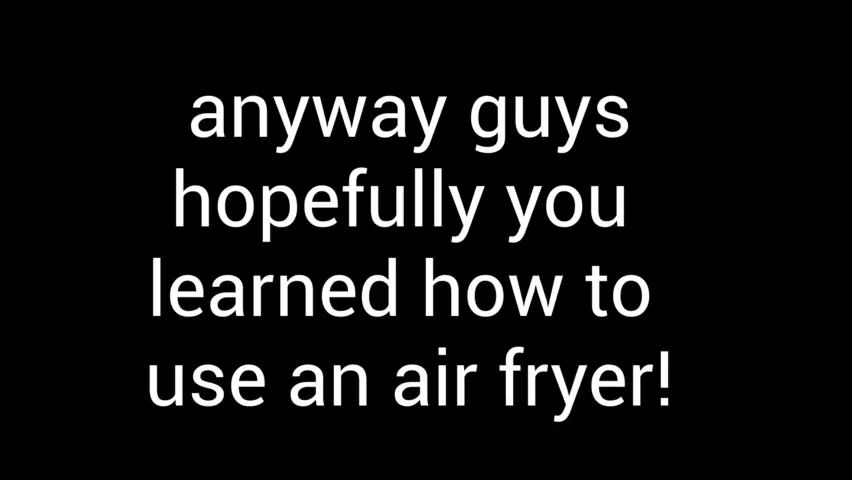 anyway guys
hopefully you
learned how to
use an air fryer!